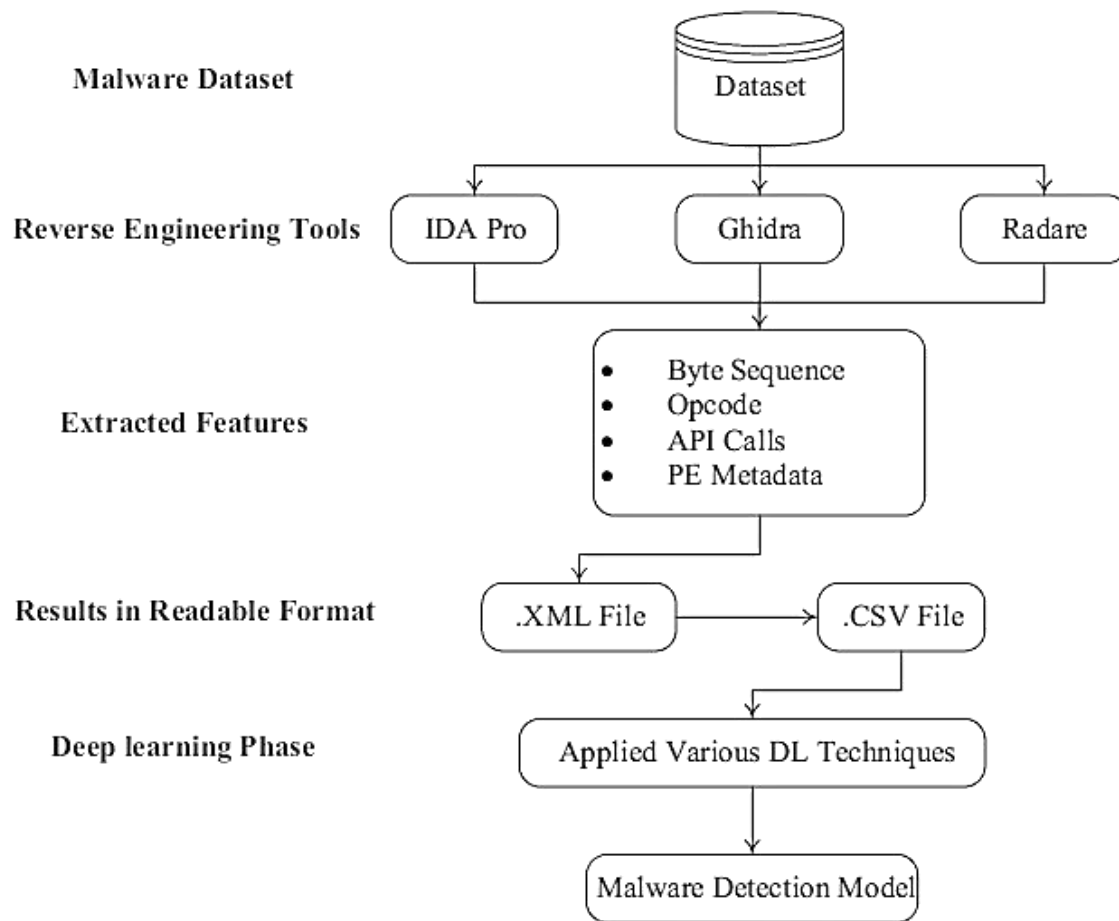 Malware Dataset
Dataset
Reverse Engineering Tools
IDA Pro
Ghidra
Radare
Extracted Features
• Byte Sequence
• Opcode
• API Calls
• PE Metadata
Results in Readable Format
.XML File
.CSV File
Deep learning Phase
Applied Various DL Techniques
Malware Detection Model